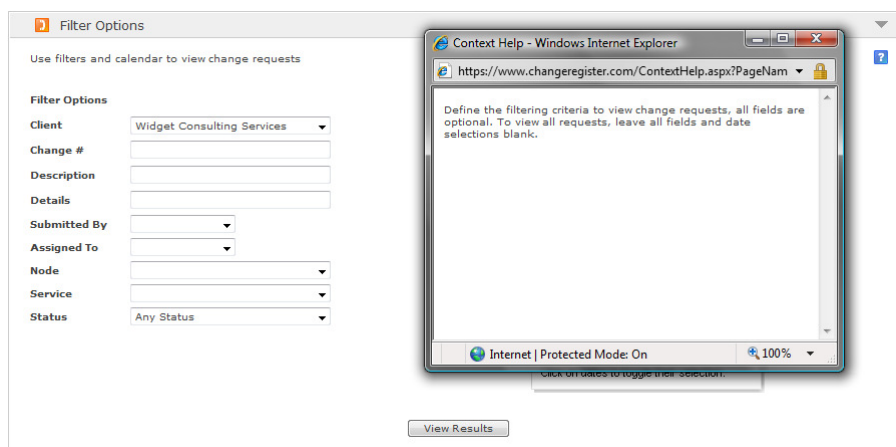 Filter Options
Use filters and calendar to view change requests
?
Filter Options
Client Widget Consulting Services
Change #
Description
Details
Submitted By
Assigned To
Node
Service
Status Any Status
Context Help - Windows Internet Explorer
https://www.changeregister.com/ContextHelp.aspx?PageNam
Define the filtering criteria to view change requests, all fields are
optional. To view all requests, leave all fields and date
selections blank.
Internet | Protected Mode: On 100%
Click on dates to toggle their selection.
View Results